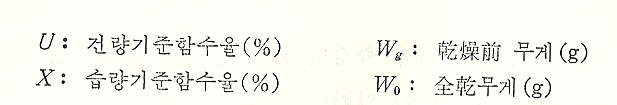 U : 건량기준함수율(%)
X : 습량기준함수율(%)
W_g : 乾燥前 무게(g)
W_0 : 全乾무게(g)